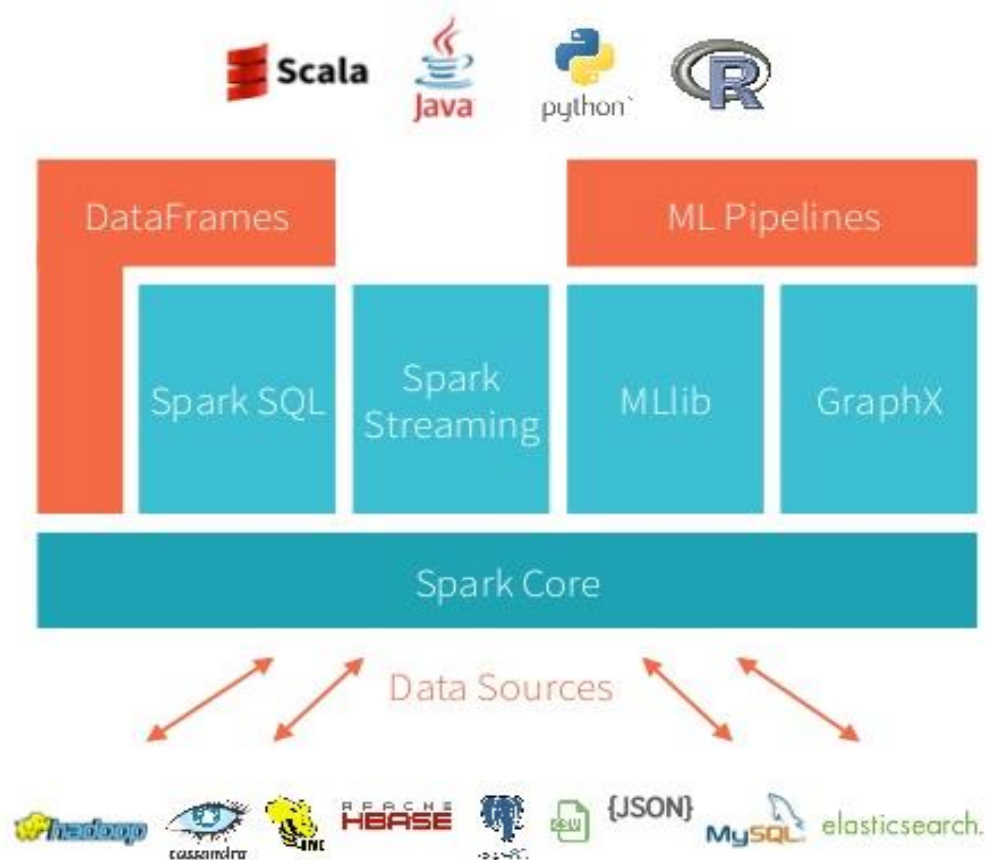 Scala
Java
python
R
DataFrames
ML Pipelines
Spark SQL
Spark
Streaming
MLlib
GraphX
Spark Core
Data Sources
hadoop
cassandra
APACHE
HBASE
{JSON}
MySQL
elasticsearch.